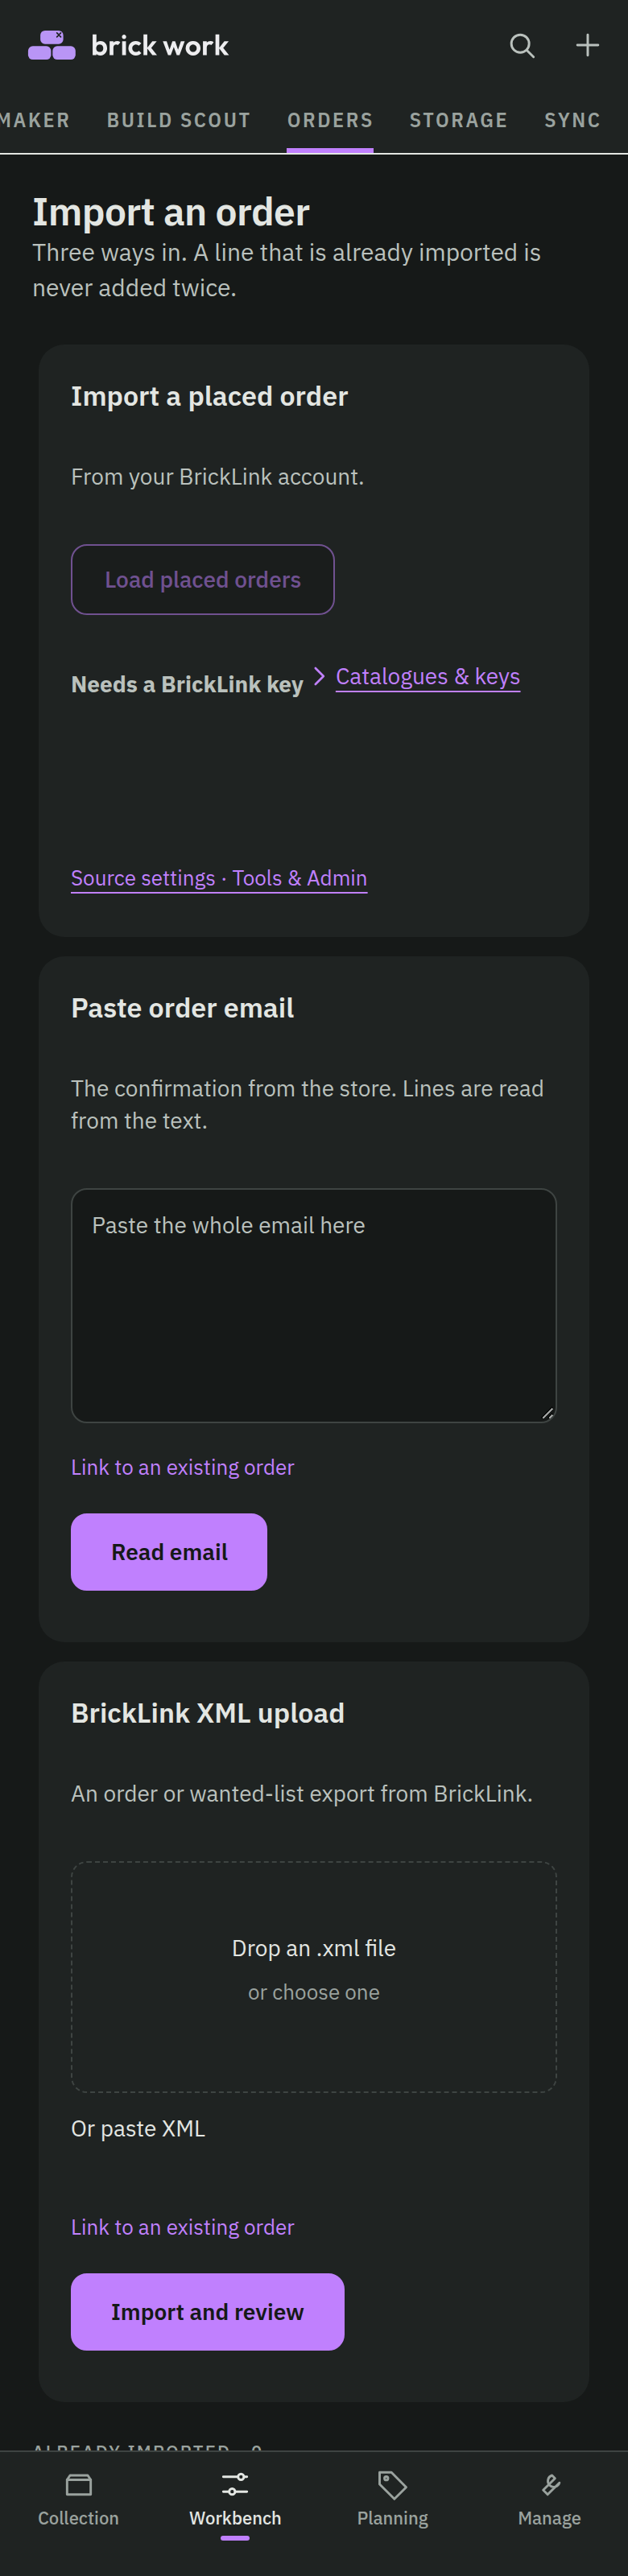 brick work
MAKER BUILD SCOUT ORDERS STORAGE SYNC
Import an order
Three ways in. A line that is already imported is
never added twice.
Import a placed order
From your BrickLink account.
Load placed orders
Needs a BrickLink key Catalogues & keys
Source settings · Tools & Admin
Paste order email
The confirmation from the store. Lines are read
from the text.
Paste the whole email here
Link to an existing order
Read email
BrickLink XML upload
An order or wanted-list export from BrickLink.
Drop an .xml file
or choose one
Or paste XML
Link to an existing order
Import and review
Collection Workbench Planning Manage